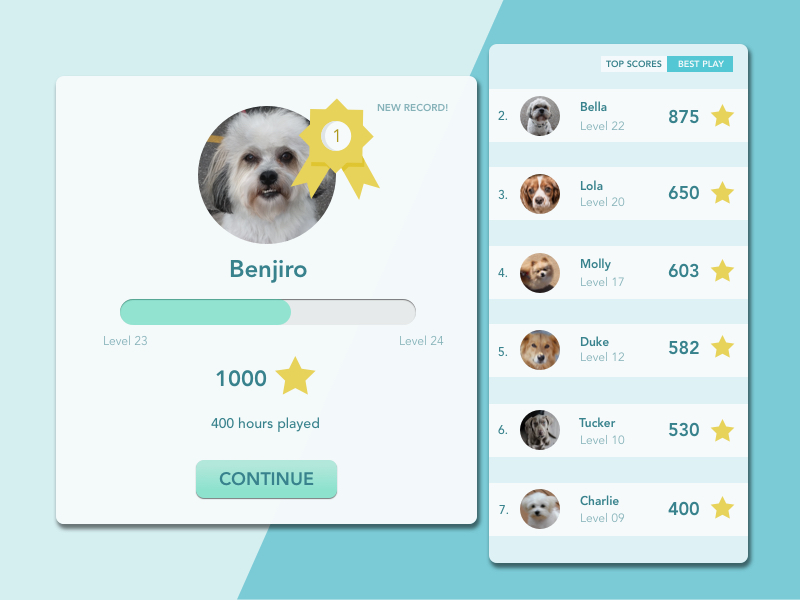 NEW RECORD!
1
Benjiro
Level 23
Level 24
1000
400 hours played
CONTINUE
TOP SCORES
BEST PLAY
2.
Bella
Level 22
875
3.
Lola
Level 20
650
4.
Molly
Level 17
603
5.
Duke
Level 12
582
6.
Tucker
Level 10
530
7.
Charlie
Level 09
400